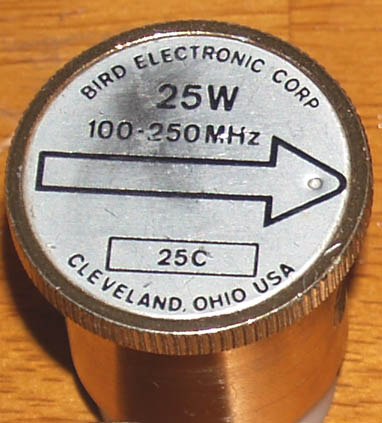 BIRD ELECTRONIC CORP
25W
100-250MHz
25C
CLEVELAND, OHIO USA